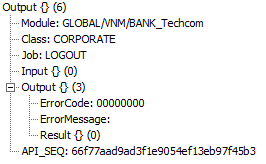 Output {} (6)
Module: GLOBAL/VNM/BANK_Techcom
Class: CORPORATE
Job: LOGOUT
Input {} (0)
Output {} (3)
ErrorCode: 00000000
ErrorMessage:
Result {} (0)
API_SEQ: 66f77aad9ad3f1e9054ef13eb97f45b3